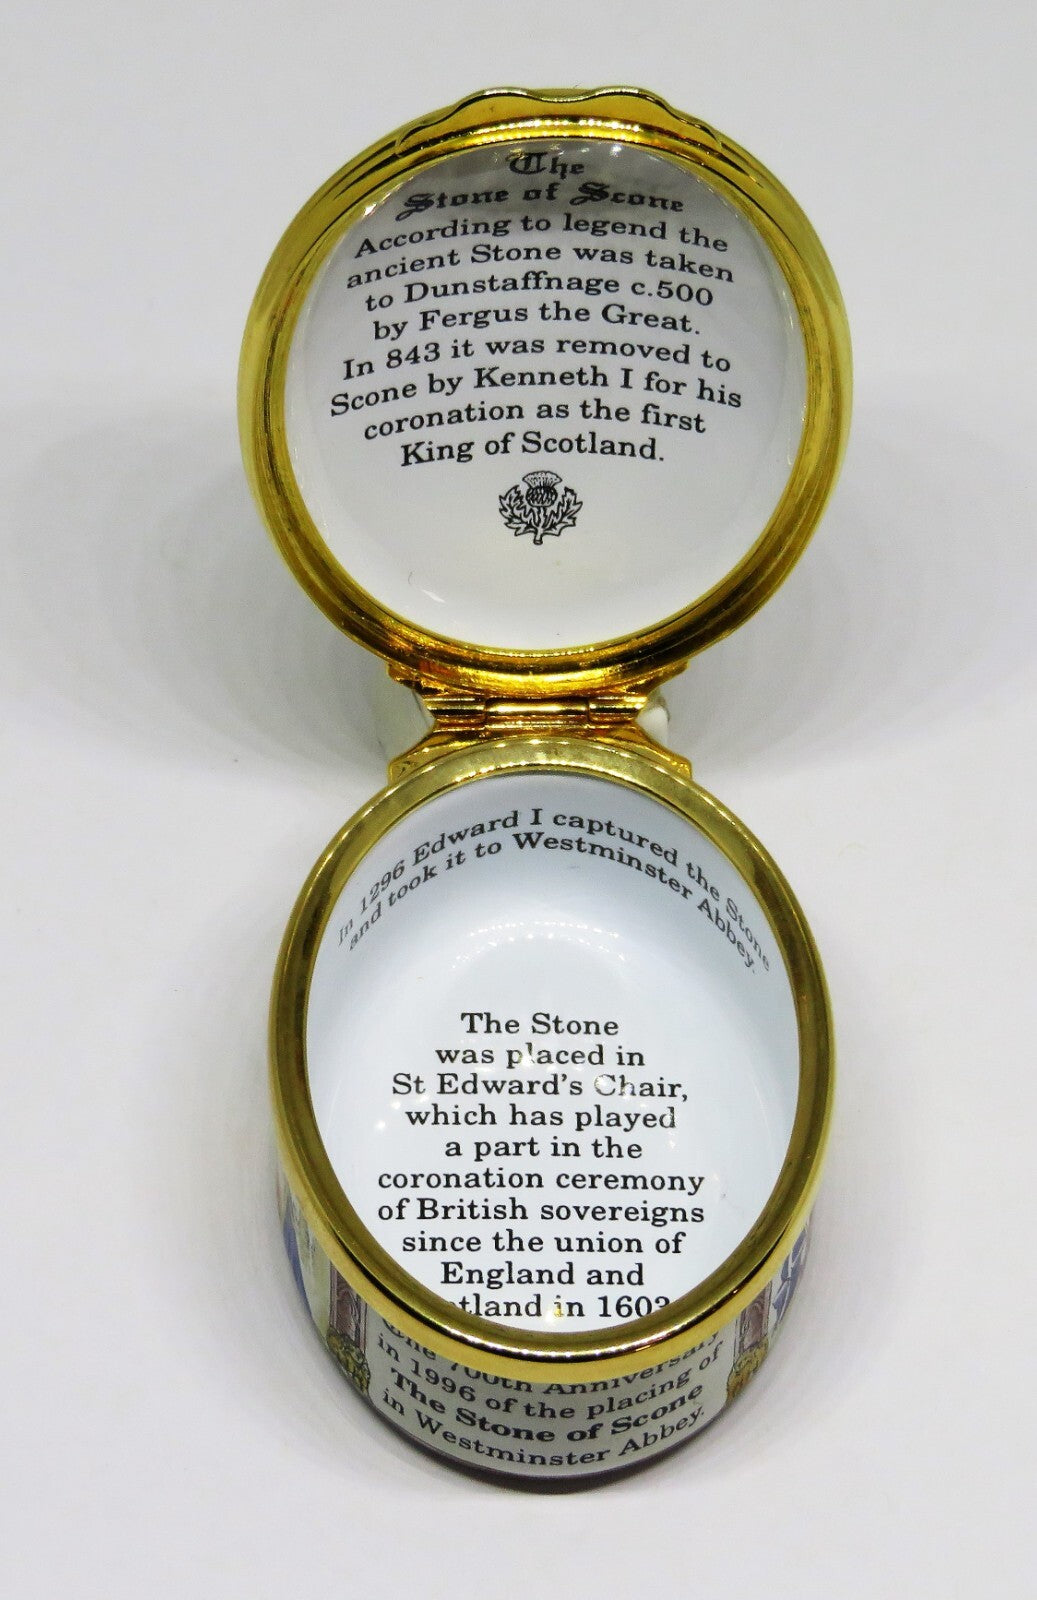 The
Stone of Scone
According to legend the
ancient Stone was taken
to Dunstaffnage c.500
by Fergus the Great.
In 843 it was removed to
Scone by Kenneth I for his
coronation as the first
King of Scotland.
In 1296 Edward I captured the Stone
and took it to Westminster Abbey.
The Stone
was placed in
St Edward's Chair,
which has played
a part in the
coronation ceremony
of British sovereigns
since the union of
England and
tland in 1603
The 700th Anniversary
in 1996 of the placing of
The Stone of Scone
in Westminster Abbey.